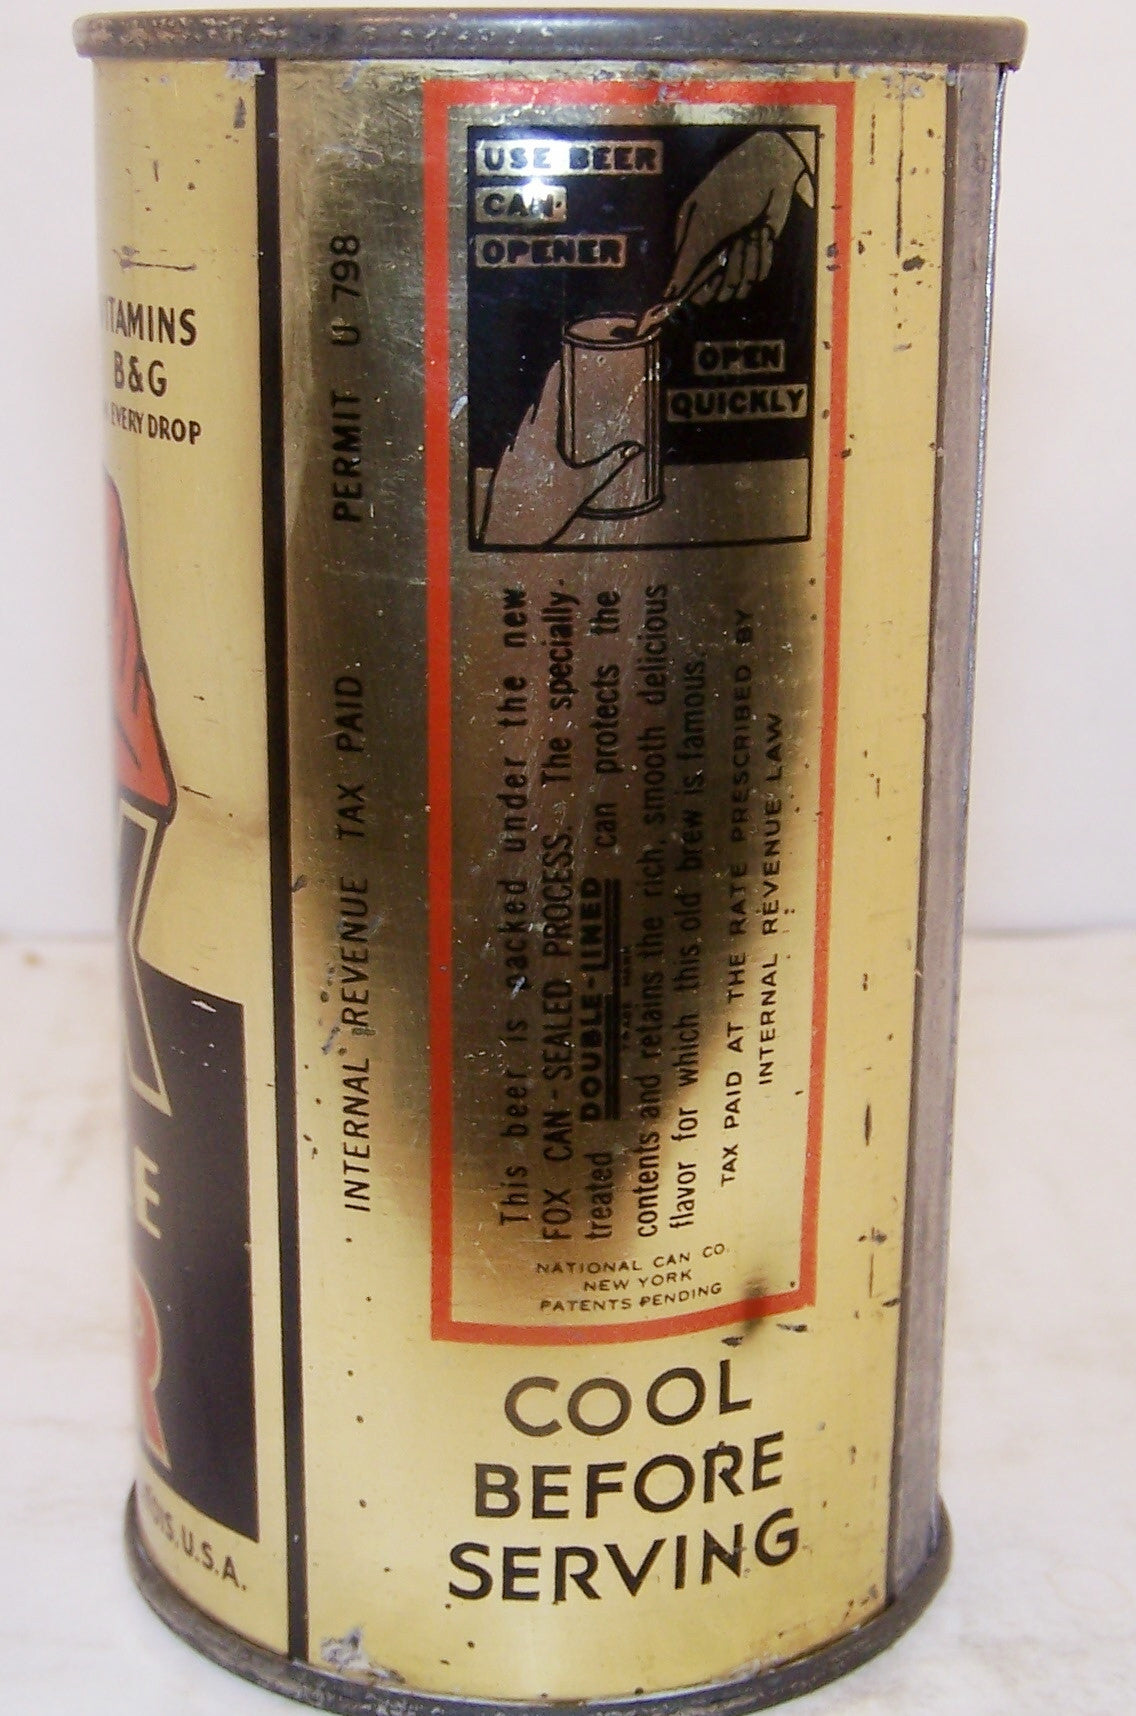 VITAMINS
B&G
EVERY DROP
E
R
U.S.A.
INTERNAL REVENUE TAX PAID. PERMIT U 798
USE BEER
CAN
OPENER
OPEN
QUICKLY
This beer is packed under the new
FOX CAN-SEALED PROCESS. The specially-
treated DOUBLE-LINED can protects the
TRADE MARK
contents and retains the rich, smooth delicious
flavor for which this old brew is famous.
TAX PAID AT THE RATE PRESCRIBED BY
INTERNAL REVENUE LAW
NATIONAL CAN CO.
NEW YORK
PATENTS PENDING
COOL
BEFORE
SERVING